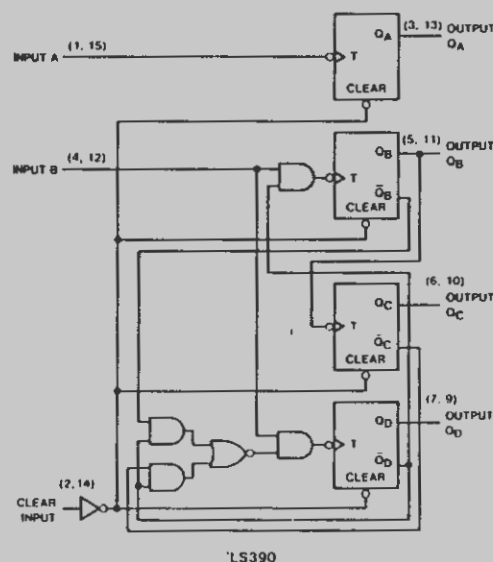 (3, 13) OUTPUT
QA QA
(1, 15)
INPUT A
T
CLEAR
(5, 11) OUTPUT
(4, 12) QB QB
INPUT B
T Q̄B
CLEAR
(6, 10) OUTPUT
QC QC
T Q̄C
CLEAR
(7, 9) OUTPUT
QD QD
T Q̄D
CLEAR
(2, 14)
CLEAR
INPUT
'LS390